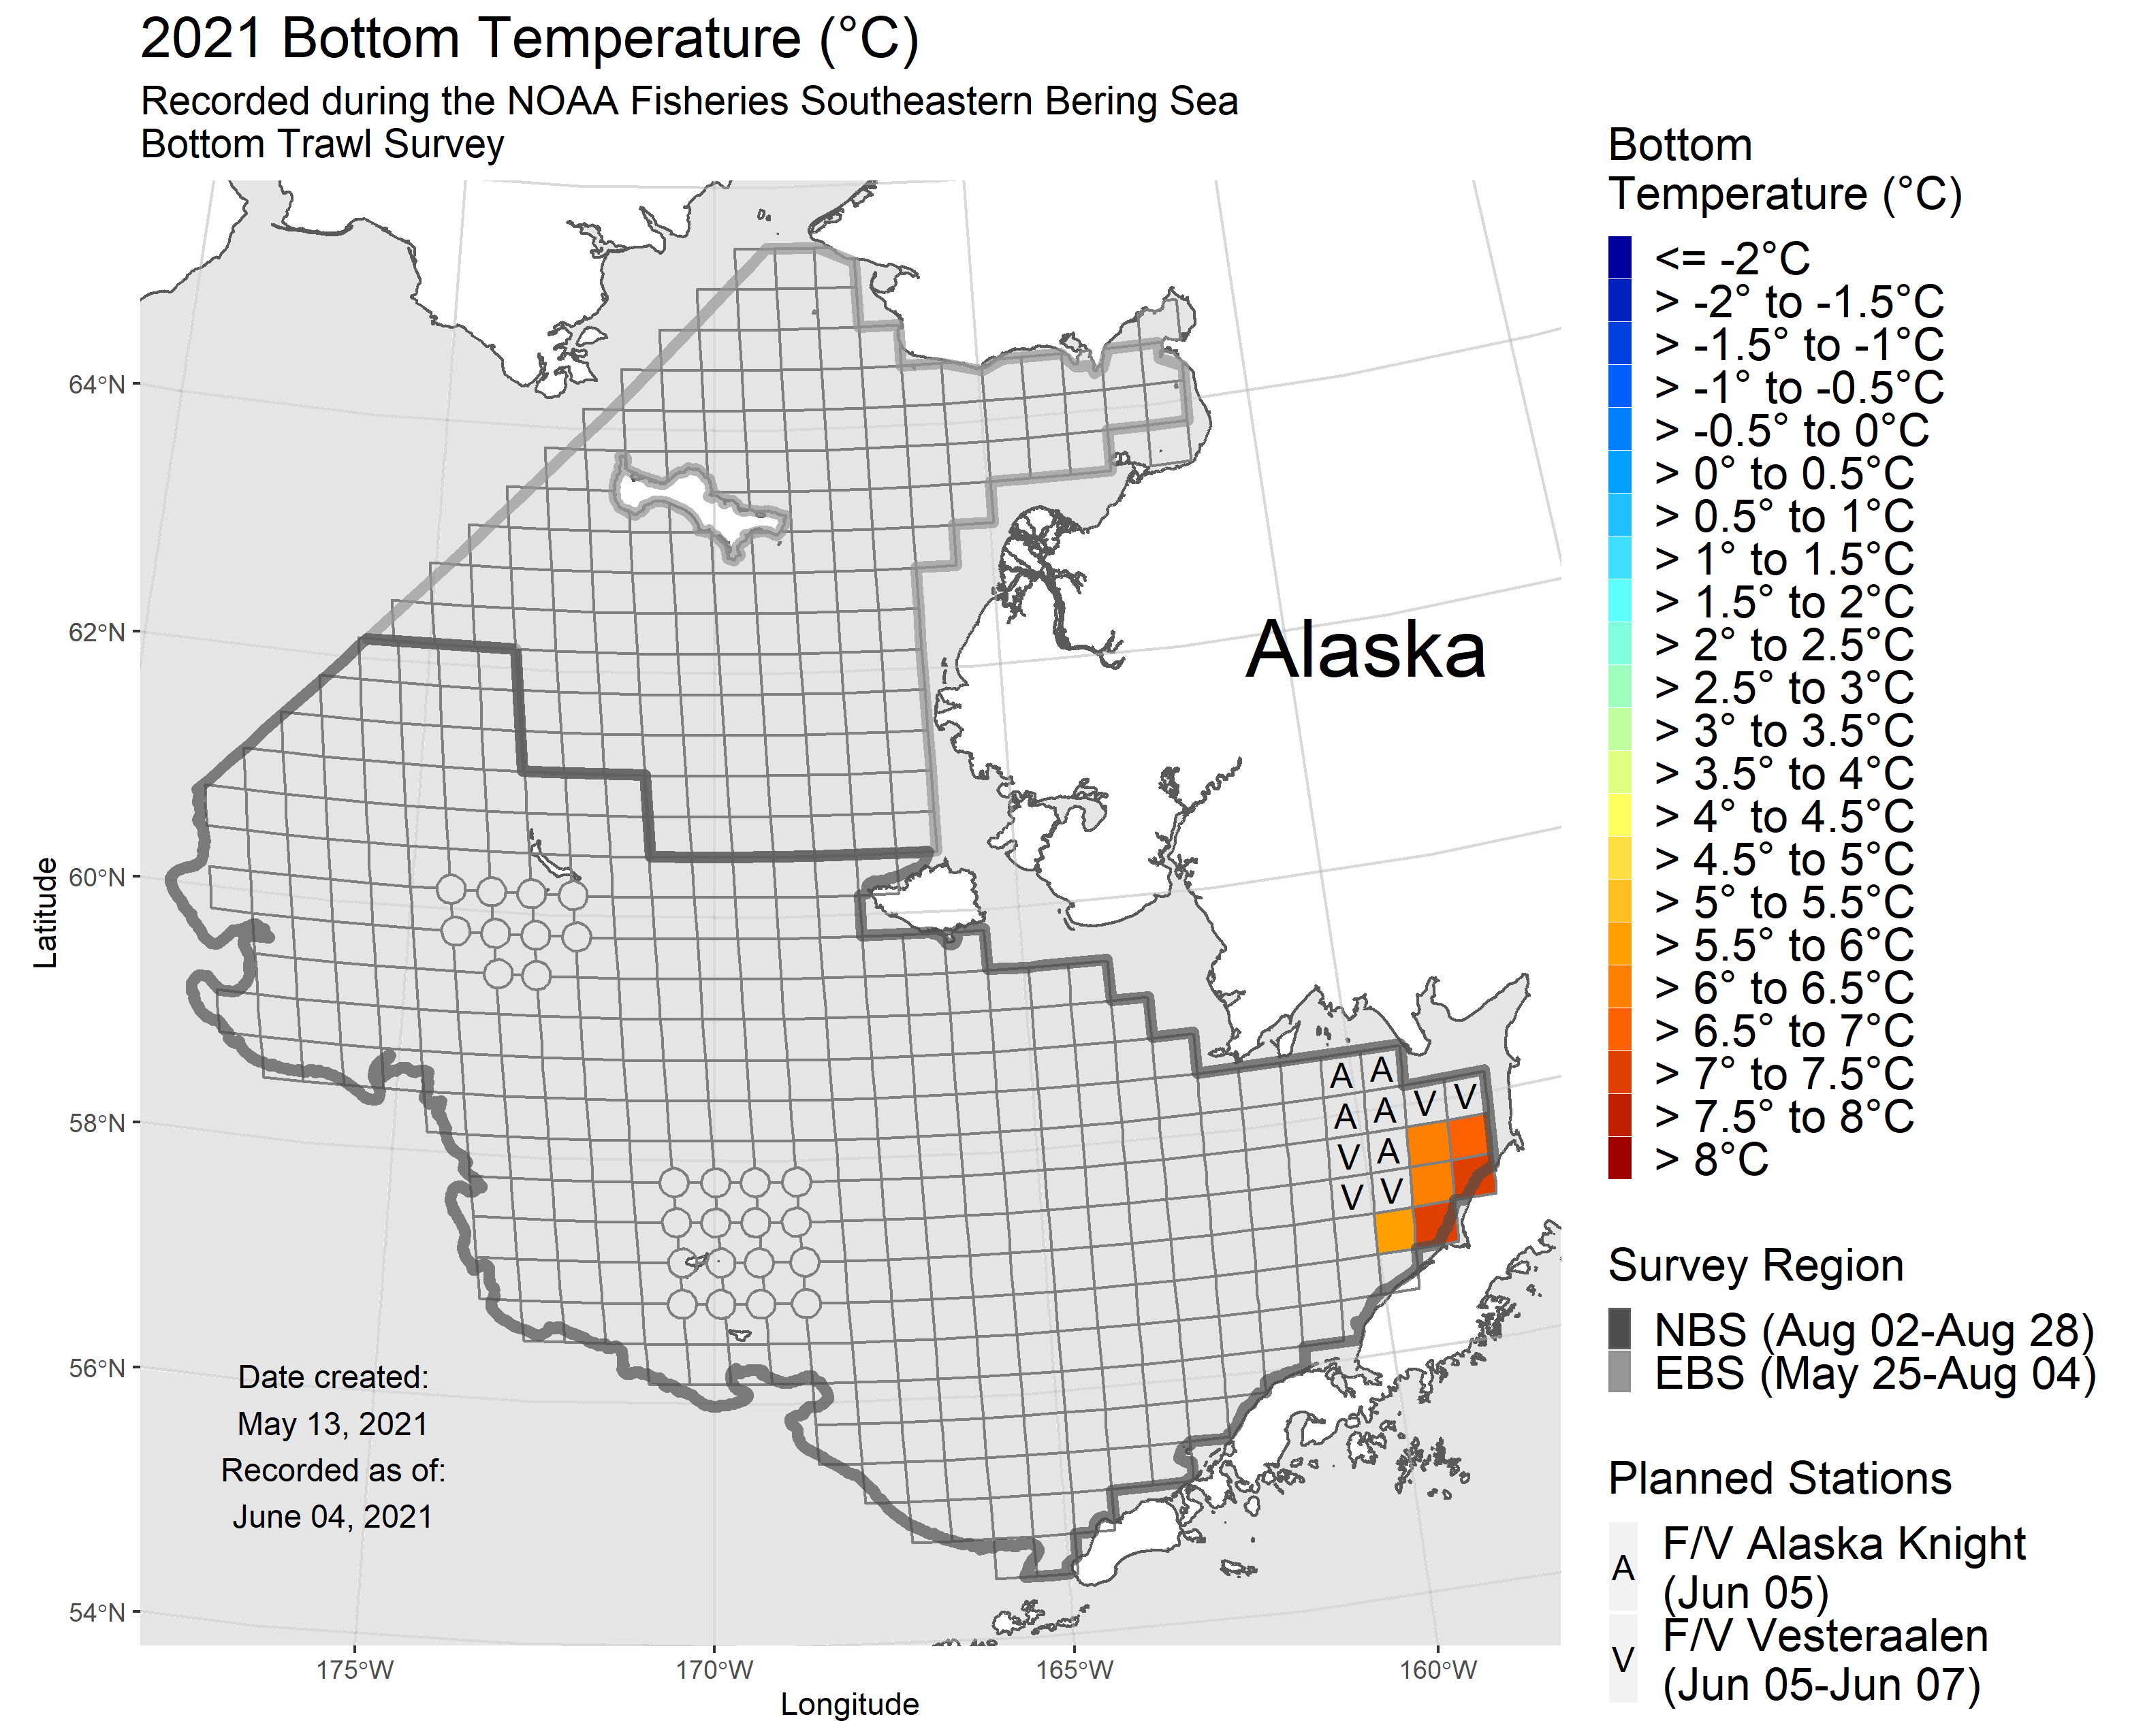 2021 Bottom Temperature (°C)
Recorded during the NOAA Fisheries Southeastern Bering Sea
Bottom Trawl Survey
64°N
62°N
60°N
58°N
56°N
54°N
Latitude
175°W
170°W
165°W
160°W
Longitude
Alaska
A A
A A V V
V A
V V
Date created:
May 13, 2021
Recorded as of:
June 04, 2021
Bottom
Temperature (°C)
<= -2°C
> -2° to -1.5°C
> -1.5° to -1°C
> -1° to -0.5°C
> -0.5° to 0°C
> 0° to 0.5°C
> 0.5° to 1°C
> 1° to 1.5°C
> 1.5° to 2°C
> 2° to 2.5°C
> 2.5° to 3°C
> 3° to 3.5°C
> 3.5° to 4°C
> 4° to 4.5°C
> 4.5° to 5°C
> 5° to 5.5°C
> 5.5° to 6°C
> 6° to 6.5°C
> 6.5° to 7°C
> 7° to 7.5°C
> 7.5° to 8°C
> 8°C
Survey Region
NBS (Aug 02-Aug 28)
EBS (May 25-Aug 04)
Planned Stations
A F/V Alaska Knight
(Jun 05)
V F/V Vesteraalen
(Jun 05-Jun 07)